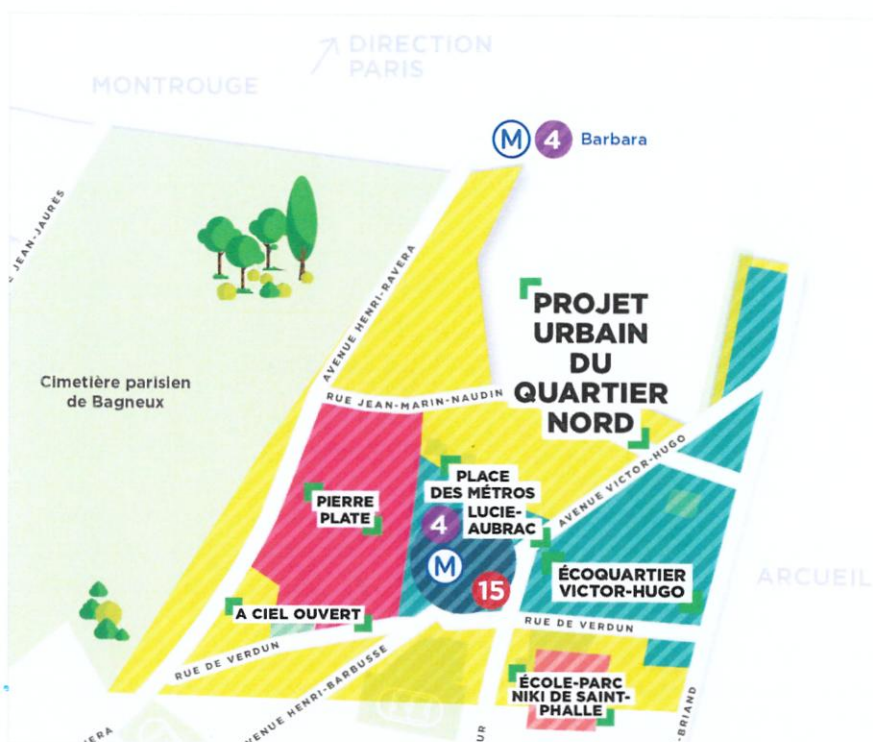 DIRECTION
PARIS
MONTROUGE
M 4 Barbara
JEAN-JAURÈS
AVENUE HENRI-RAVERA
PROJET
URBAIN
DU
QUARTIER
NORD
Cimetière parisien
de Bagneux
RUE JEAN-MARIN-NAUDIN
AVENUE VICTOR-HUGO
PLACE
DES MÉTROS
LUCIE-
AUBRAC
4
M
15
PIERRE
PLATE
ÉCOQUARTIER
VICTOR-HUGO
ARCUEIL
A CIEL OUVERT
RUE DE VERDUN
RUE DE VERDUN
HENRI-BARBUSSE
ÉCOLE-PARC
NIKI DE SAINT-
PHALLE
-BRIAND